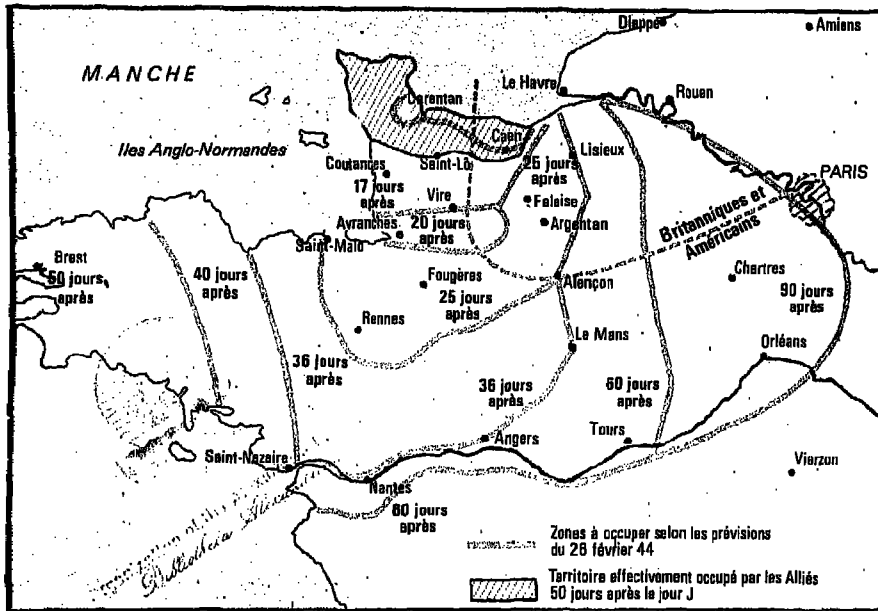 Dieppe
Amiens
MANCHE
Le Havre
Rouen
Carentan
Caen
Iles Anglo-Normandes
Lisieux
Coutances
Saint-Lô
25 jours
après
PARIS
17 jours
après
Vire
Falaise
Avranches
20 jours
après
Argentan
Britanniques et
Américains
Saint-Malo
Brest
50 jours
après
40 jours
après
Fougères
Alençon
Chartres
25 jours
après
90 jours
après
Rennes
Le Mans
Orléans
36 jours
après
36 jours
après
60 jours
après
Angers
Tours
Saint-Nazaire
Vierzon
Nantes
60 jours
après
Zones à occuper selon les prévisions
du 26 février 44
Territoire effectivement occupé par les Alliés
50 jours après le jour J